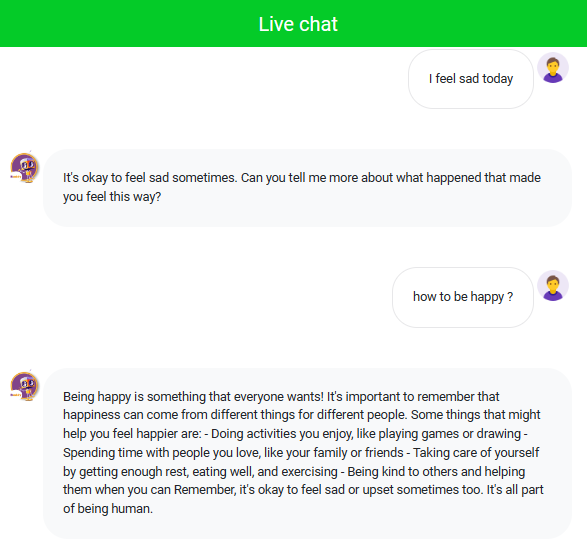 Live chat
I feel sad today
It's okay to feel sad sometimes. Can you tell me more about what happened that made
you feel this way?
how to be happy ?
Being happy is something that everyone wants! It's important to remember that
happiness can come from different things for different people. Some things that might
help you feel happier are: - Doing activities you enjoy, like playing games or drawing -
Spending time with people you love, like your family or friends - Taking care of yourself
by getting enough rest, eating well, and exercising - Being kind to others and helping
them when you can Remember, it's okay to feel sad or upset sometimes too. It's all part
of being human.